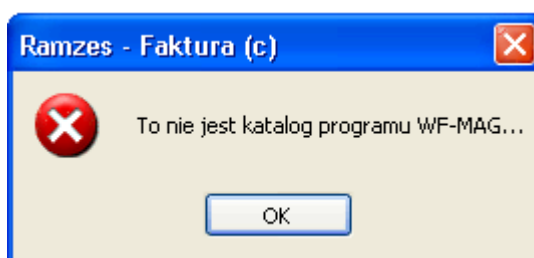 Ramzes - Faktura (c)
To nie jest katalog programu WF-MAG...
OK